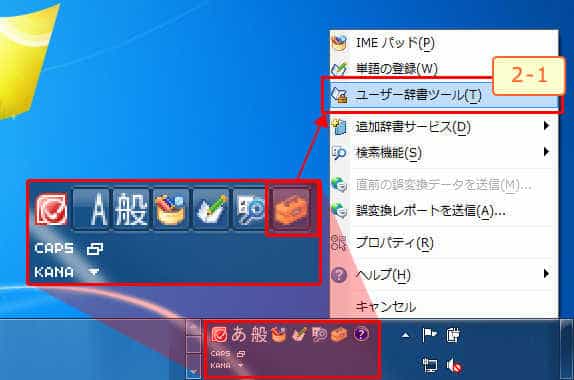 IME パッド(P)
単語の登録(W)
2-1
ユーザー辞書ツール(T)
追加辞書サービス(D)
検索機能(S)
直前の誤変換データを送信(M)...
誤変換レポートを送信(A)...
プロパティ(R)
ヘルプ(H)
キャンセル
A 般
CAPS
KANA
あ 般
CAPS
KANA